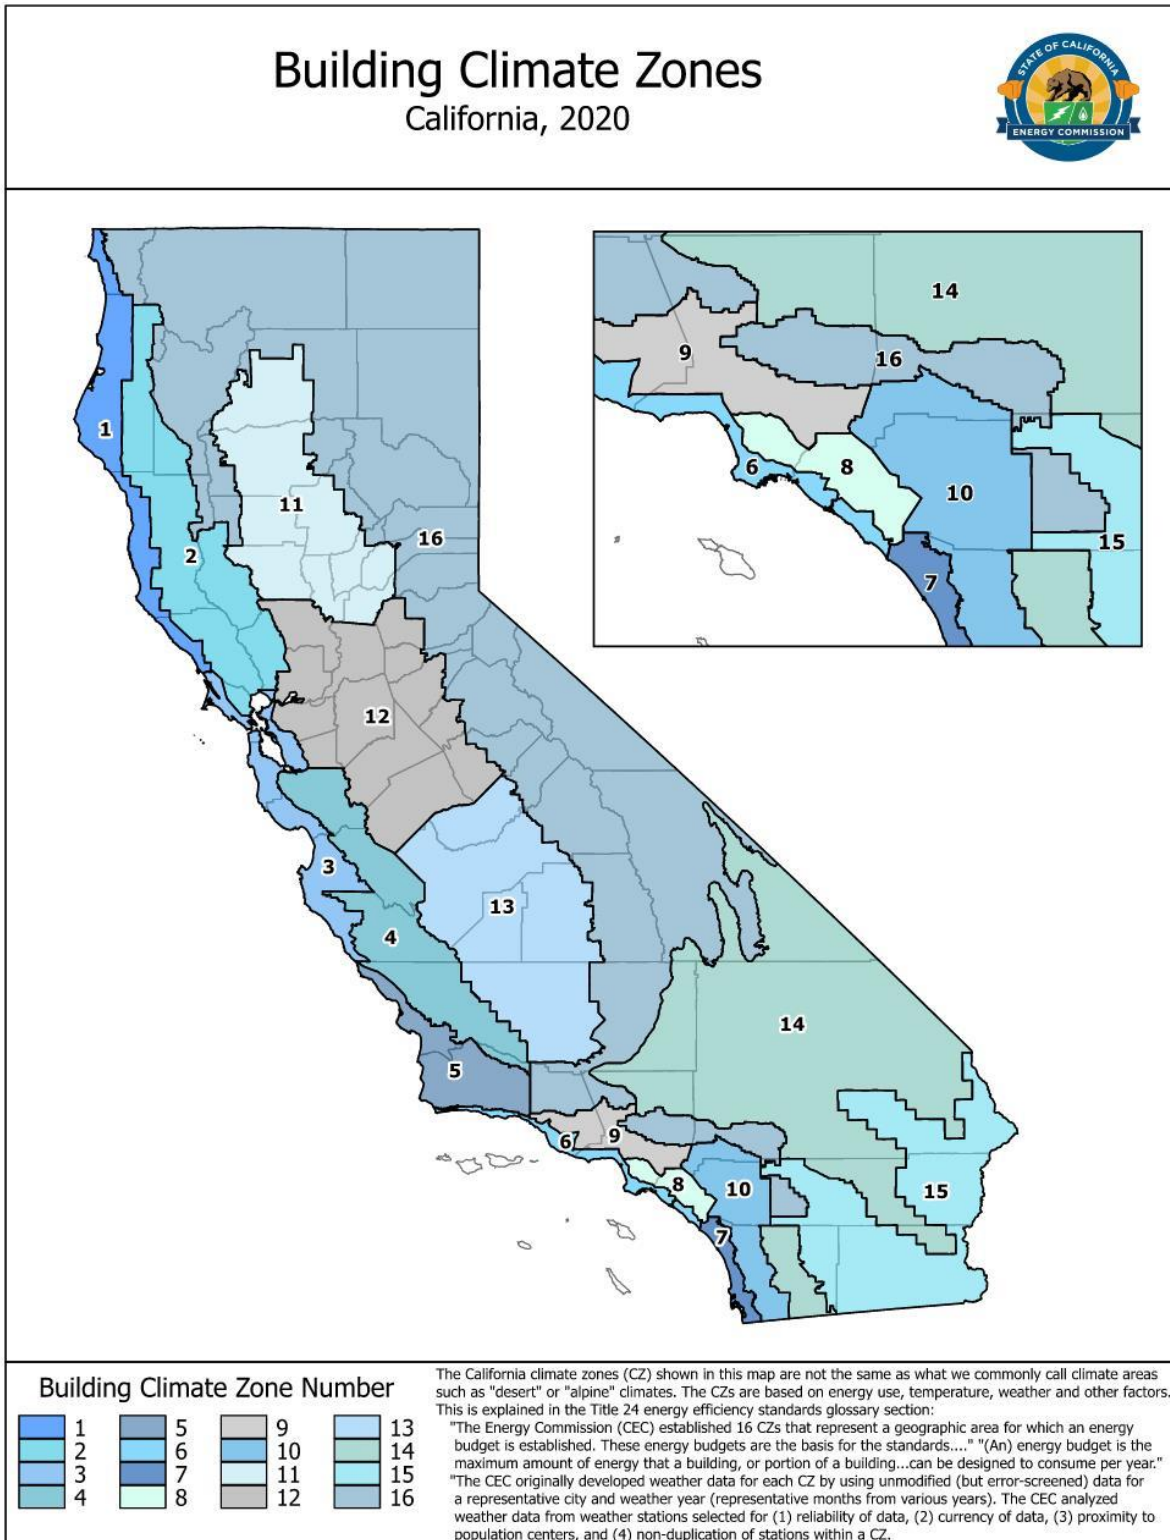 Building Climate Zones
California, 2020
STATE OF CALIFORNIA
ENERGY COMMISSION
14
9
16
6
8
10
15
7
1
11
16
2
12
3
13
4
14
5
6
9
8
10
15
7
Building Climate Zone Number
1 5 9 13
2 6 10 14
3 7 11 15
4 8 12 16
The California climate zones (CZ) shown in this map are not the same as what we commonly call climate areas
such as "desert" or "alpine" climates. The CZs are based on energy use, temperature, weather and other factors.
This is explained in the Title 24 energy efficiency standards glossary section:
"The Energy Commission (CEC) established 16 CZs that represent a geographic area for which an energy
budget is established. These energy budgets are the basis for the standards...." "(An) energy budget is the
maximum amount of energy that a building, or portion of a building...can be designed to consume per year."
"The CEC originally developed weather data for each CZ by using unmodified (but error-screened) data for
a representative city and weather year (representative months from various years). The CEC analyzed
weather data from weather stations selected for (1) reliability of data, (2) currency of data, (3) proximity to
population centers, and (4) non-duplication of stations within a CZ.